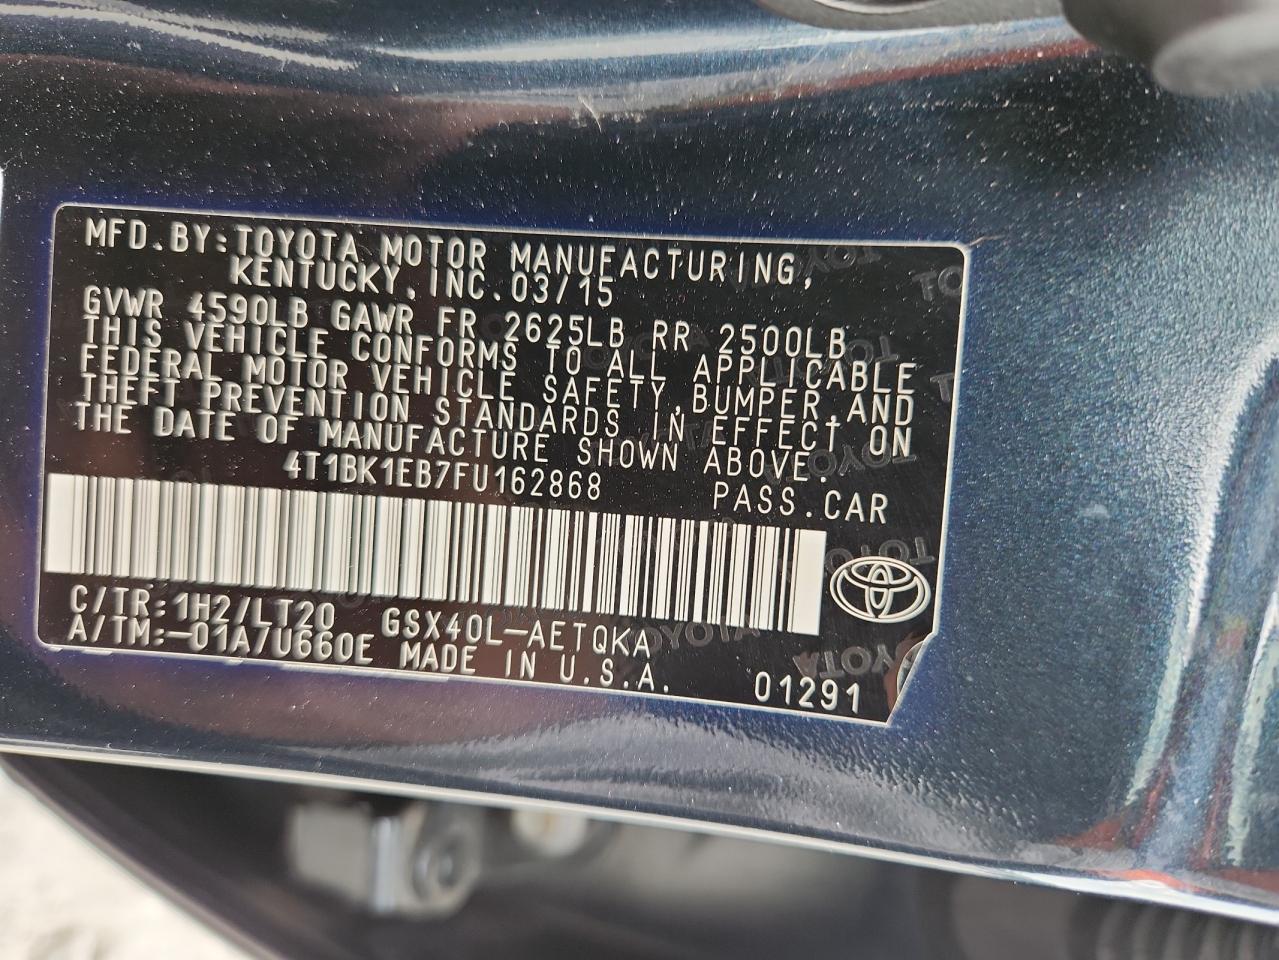 MFD.BY:TOYOTA MOTOR MANUFACTURING,
KENTUCKY, INC.03/15
GVWR 4590LB GAWR FR 2625LB RR 2500LB
THIS VEHICLE CONFORMS TO ALL APPLICABLE
FEDERAL MOTOR VEHICLE SAFETY,BUMPER,AND
THEFT PREVENTION STANDARDS IN EFFECT ON
THE DATE OF MANUFACTURE SHOWN ABOVE.
4T1BK1EB7FU162868 PASS.CAR
C/TR:1H2/LT20 GSX40L-AETQKA
A/TM:-01A/U660E MADE IN U.S.A. 01291